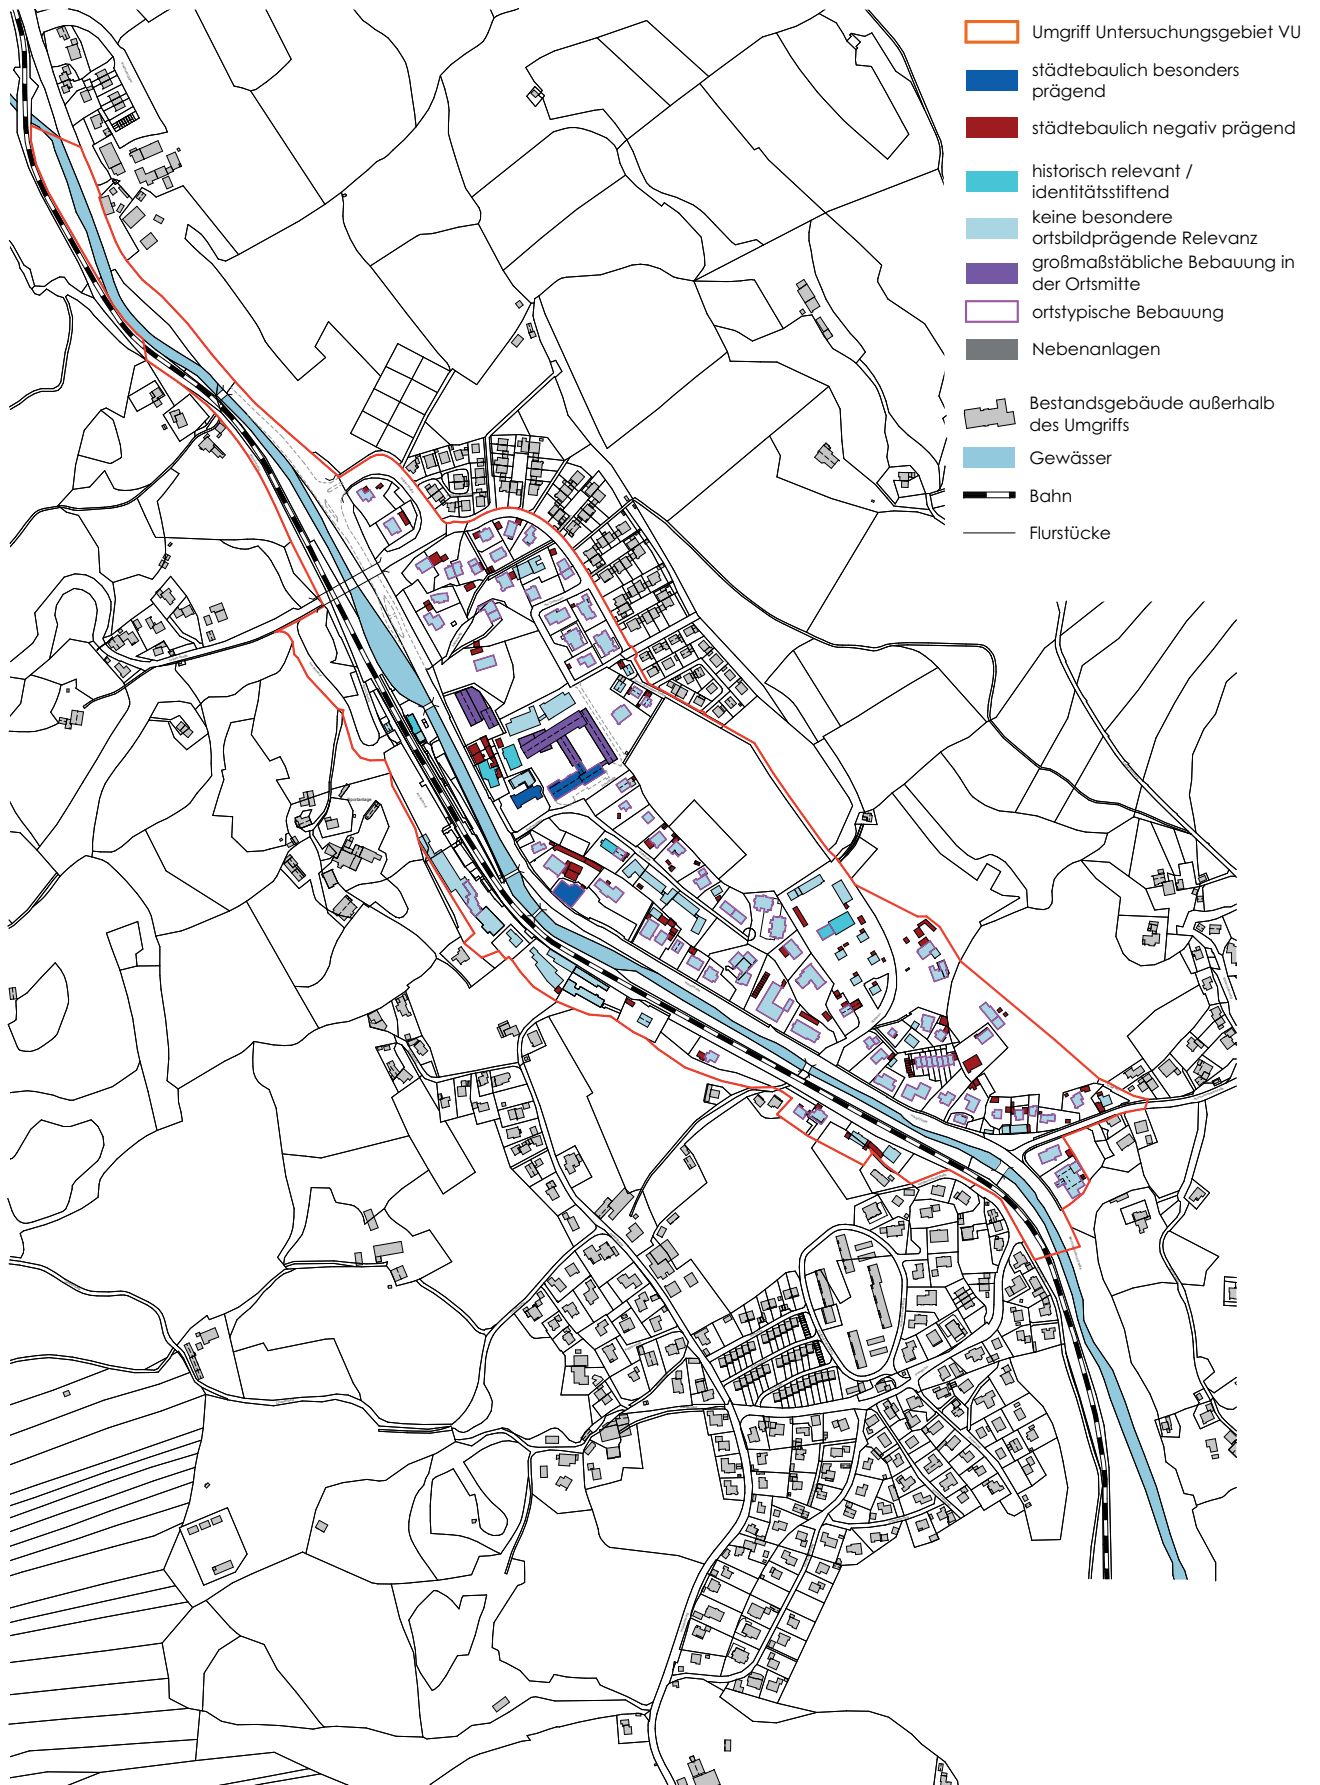 Umgriff Untersuchungsgebiet VU
städtebaulich besonders
prägend
städtebaulich negativ prägend
historisch relevant /
identitätsstiftend
keine besondere
ortsbildprägende Relevanz
großmaßstäbliche Bebauung in
der Ortsmitte
ortstypische Bebauung
Nebenanlagen
Bestandsgebäude außerhalb
des Umgriffs
Gewässer
Bahn
Flurstücke